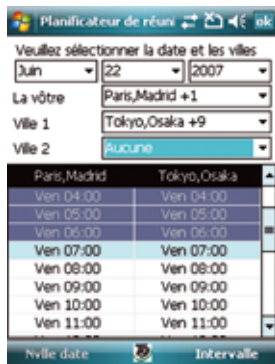 Planificateur de réuni ok
Veuillez sélectionner la date et les villes
Juin 22 2007
La vôtre Paris,Madrid +1
Ville 1 Tokyo,Osaka +9
Ville 2 Aucune
Paris,Madrid Tokyo,Osaka
Ven 04:00 Ven 04:00
Ven 05:00 Ven 05:00
Ven 06:00 Ven 06:00
Ven 07:00 Ven 07:00
Ven 08:00 Ven 08:00
Ven 09:00 Ven 09:00
Ven 10:00 Ven 10:00
Ven 11:00 Ven 11:00
Nvlle date Intervalle